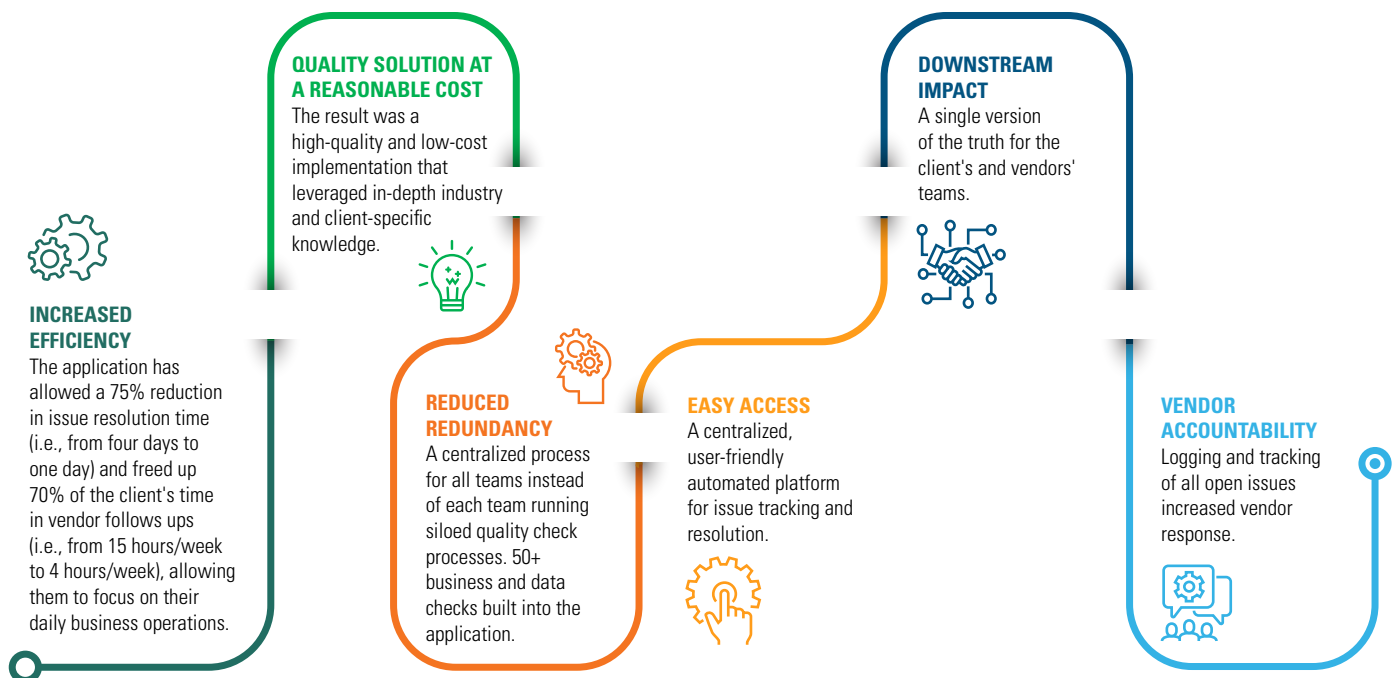 INCREASED
EFFICIENCY
The application has
allowed a 75% reduction
in issue resolution time
(i.e., from four days to
one day) and freed up
70% of the client's time
in vendor follows ups
(i.e., from 15 hours/week
to 4 hours/week), allowing
them to focus on their
daily business operations.
QUALITY SOLUTION AT
A REASONABLE COST
The result was a
high-quality and low-cost
implementation that
leveraged in-depth industry
and client-specific
knowledge.
REDUCED
REDUNDANCY
A centralized process
for all teams instead
of each team running
siloed quality check
processes. 50+
business and data
checks built into the
application.
EASY ACCESS
A centralized,
user-friendly
automated platform
for issue tracking and
resolution.
DOWNSTREAM
IMPACT
A single version
of the truth for the
client's and vendors'
teams.
VENDOR
ACCOUNTABILITY
Logging and tracking
of all open issues
increased vendor
response.